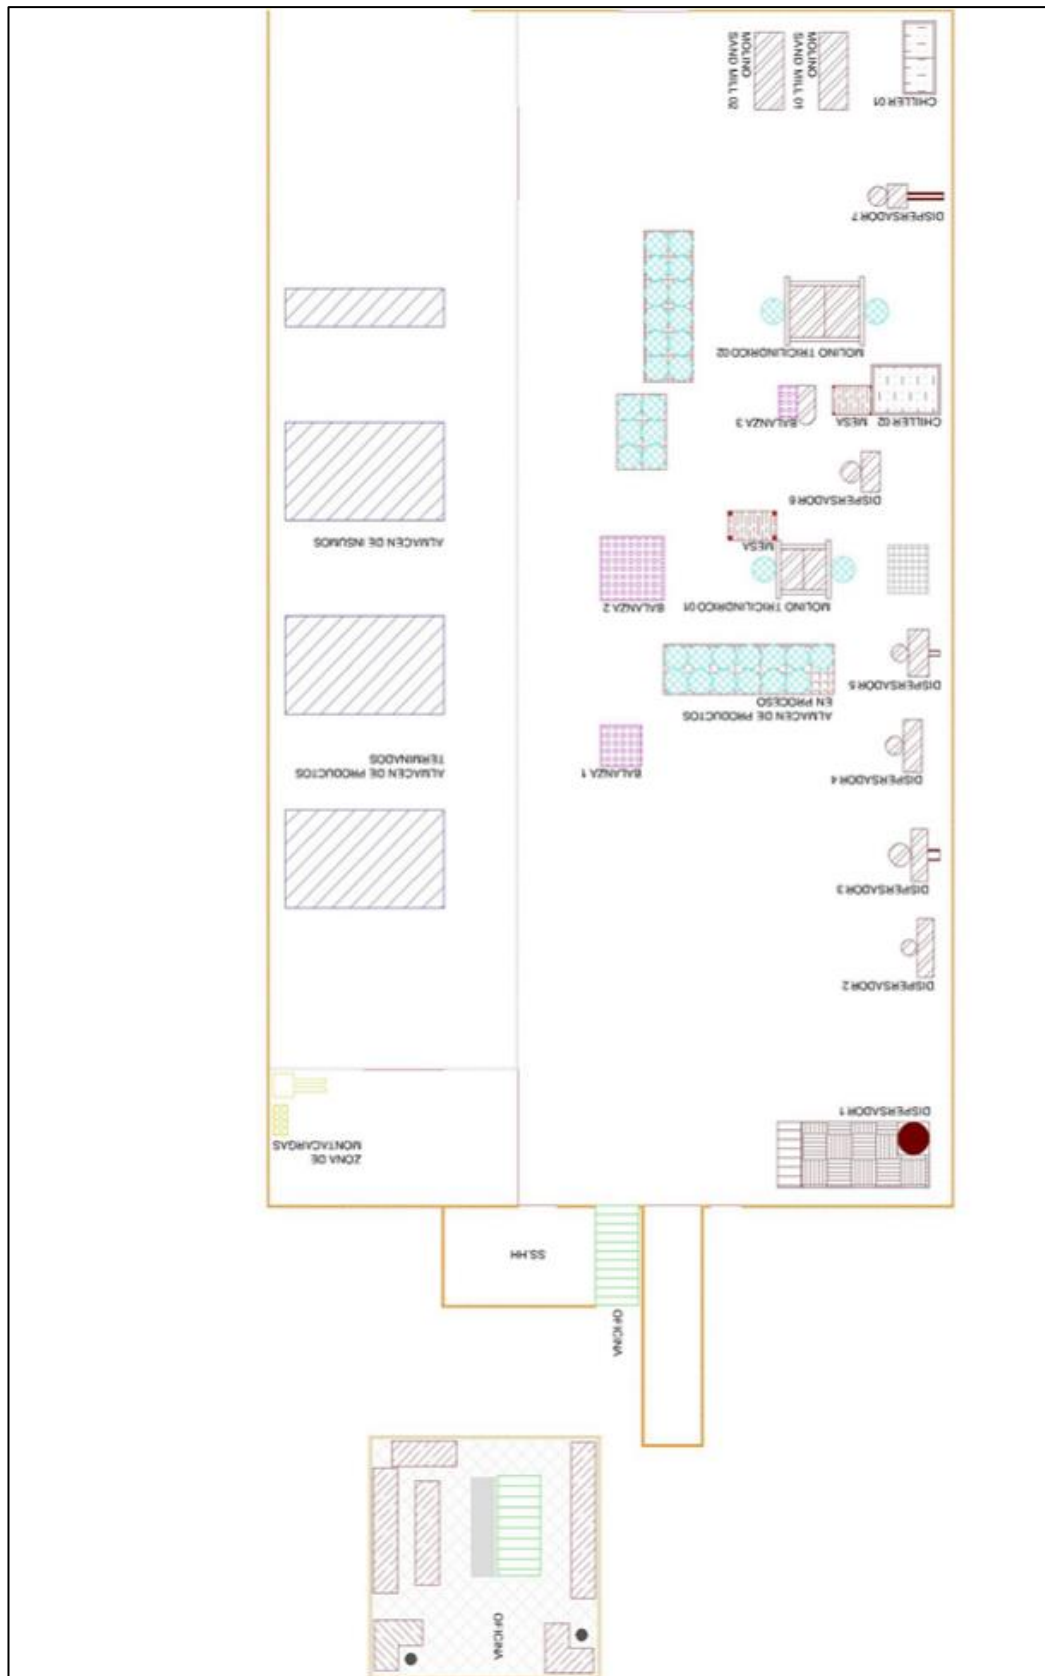 MOLINO
SAND MILL 02
MOLINO
SAND MILL 01
CHILLER 01
DISPERSADOR 7
MOLINO TRICILINDRICO 02
BALANZA 3
MESA
CHILLER 02
DISPERSADOR 6
ALMACEN DE INSUMOS
MESA
BALANZA 2
MOLINO TRICILINDRICO 01
DISPERSADOR 5
ALMACEN DE PRODUCTOS
EN PROCESO
ALMACEN DE PRODUCTOS
TERMINADOS
BALANZA 1
DISPERSADOR 4
DISPERSADOR 3
DISPERSADOR 2
DISPERSADOR 1
ZONA DE
MONTACARGAS
SS.HH
OFICINA
OFICINA